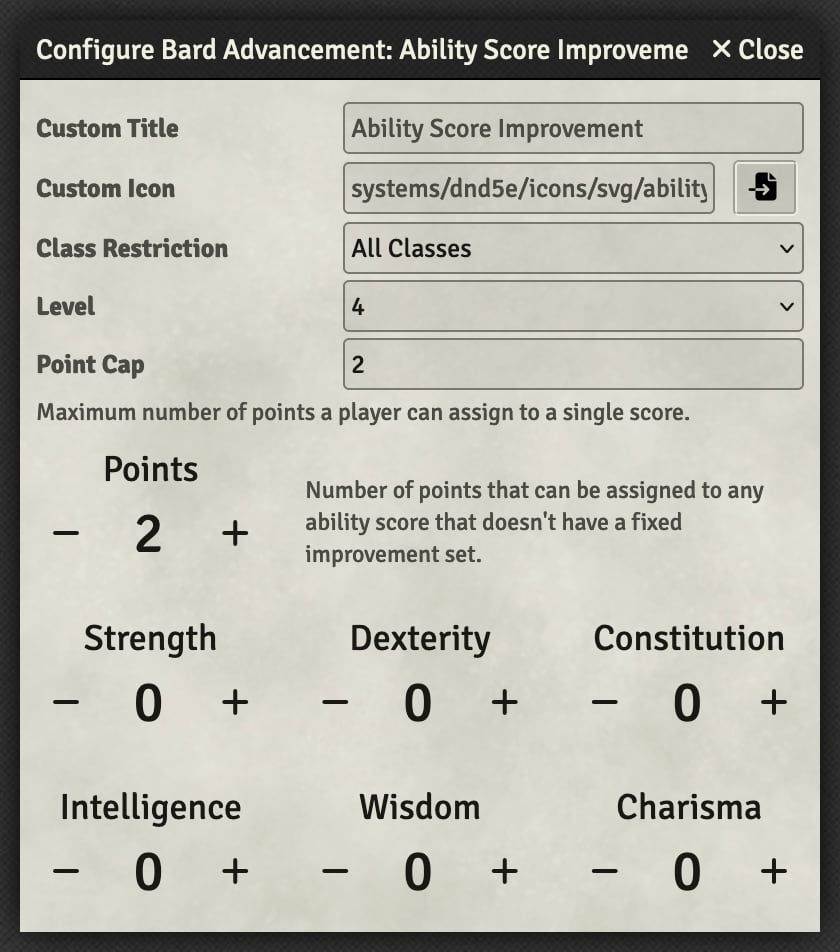 Configure Bard Advancement: Ability Score Improveme × Close
Custom Title Ability Score Improvement
Custom Icon systems/dnd5e/icons/svg/ability
Class Restriction All Classes
Level 4
Point Cap 2
Maximum number of points a player can assign to a single score.
Points
− 2 +
Number of points that can be assigned to any
ability score that doesn't have a fixed
improvement set.
Strength Dexterity Constitution
− 0 + − 0 + − 0 +
Intelligence Wisdom Charisma
− 0 + − 0 + − 0 +